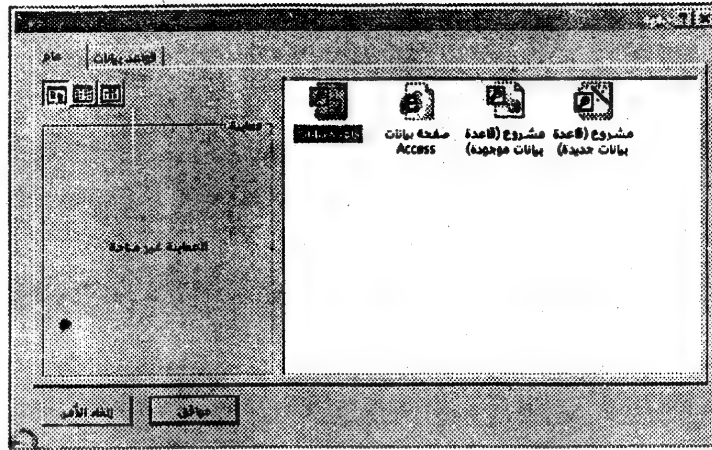 عام
قواعد بيانات
معاينة
المعاينة غير متاحة
صفحة بيانات
Access
مشروع (قاعدة
بيانات موجودة)
مشروع (قاعدة
بيانات جديدة)
موافق
إلغاء الأمر